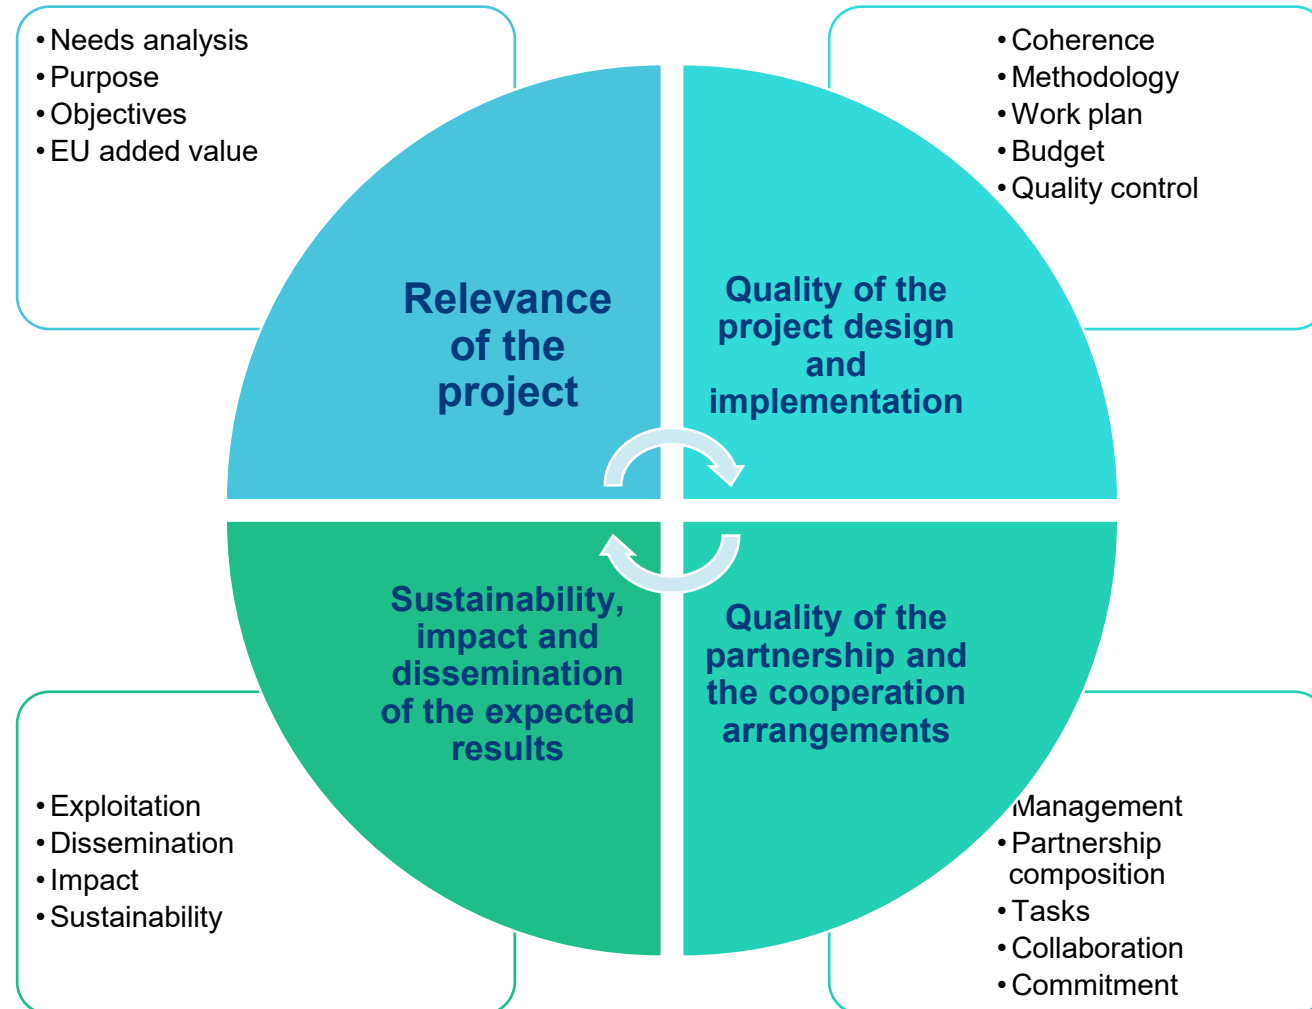 • Needs analysis
• Purpose
• Objectives
• EU added value
• Coherence
• Methodology
• Work plan
• Budget
• Quality control
Relevance
of the
project
Quality of the
project design
and
implementation
Sustainability,
impact and
dissemination
of the expected
results
Quality of the
partnership and
the cooperation
arrangements
• Exploitation
• Dissemination
• Impact
• Sustainability
Management
• Partnership
composition
• Tasks
• Collaboration
• Commitment